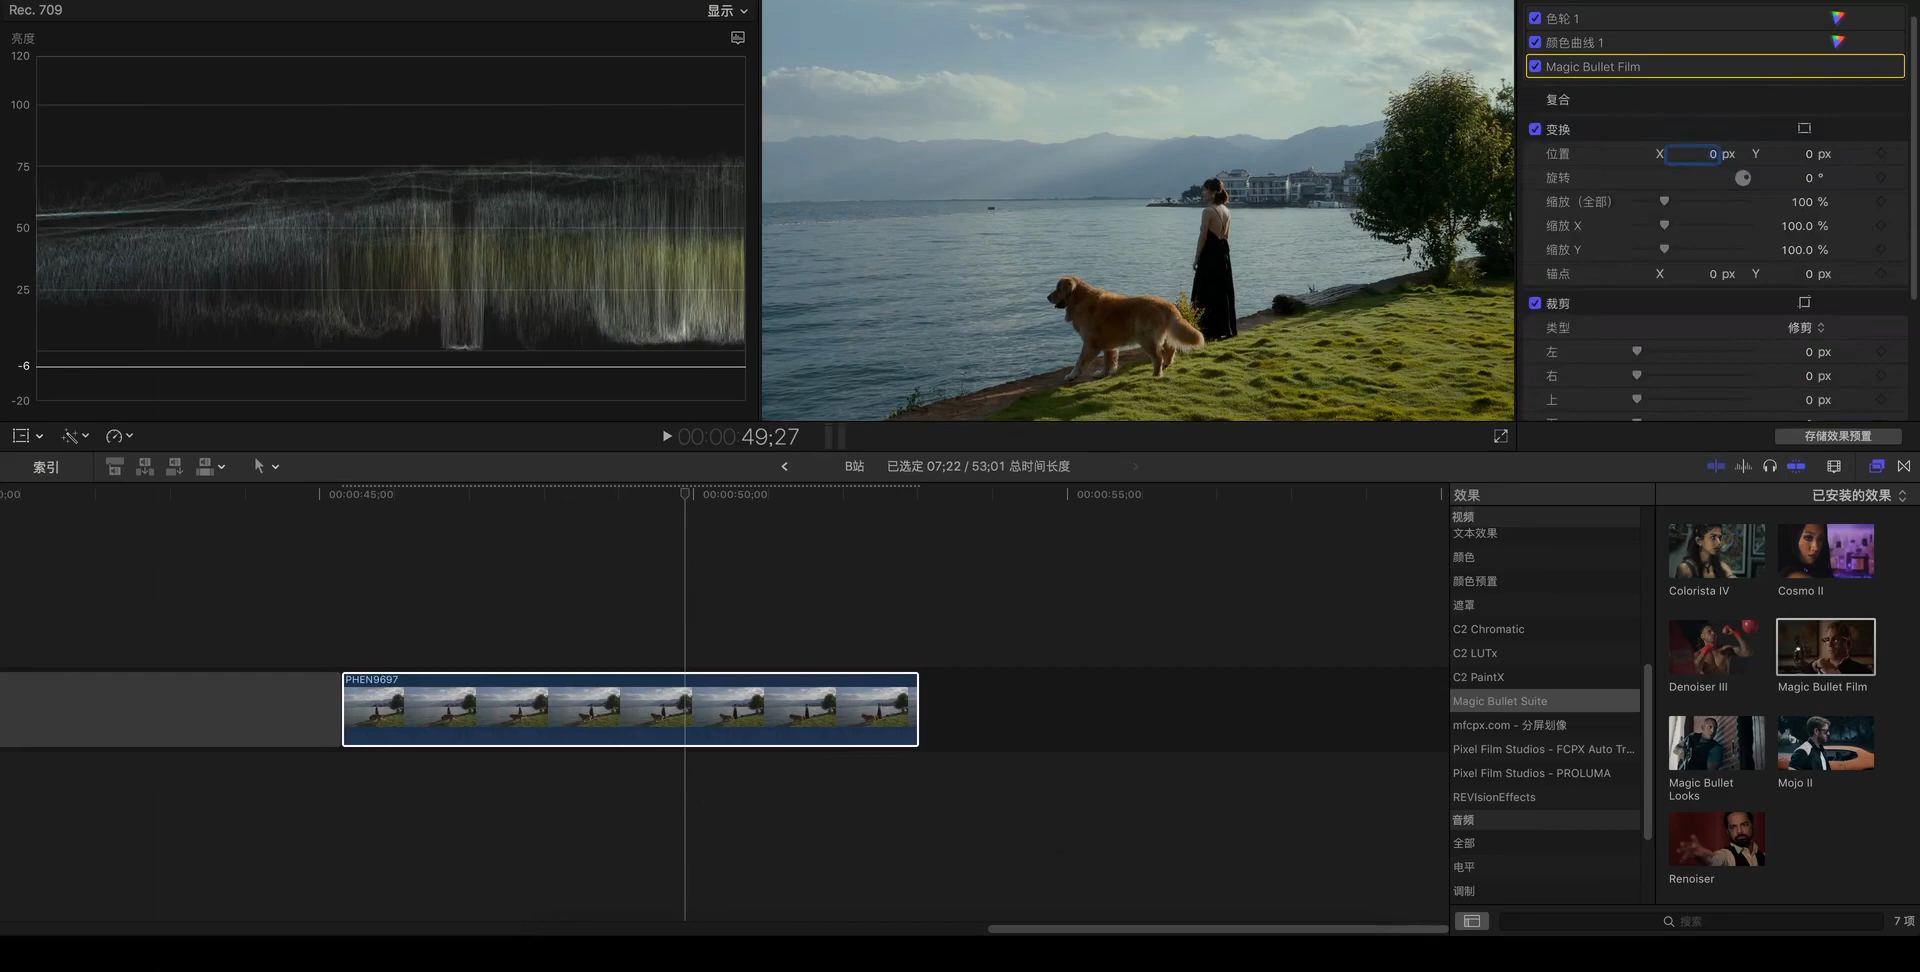 Rec. 709
显示
亮度
120
100
75
50
25
-6
-20
色轮 1
颜色曲线 1
Magic Bullet Film
复合
变换
位置 X 0 px Y 0 px
旋转 0 °
缩放（全部） 100 %
缩放 X 100.0 %
缩放 Y 100.0 %
锚点 X 0 px Y 0 px
裁剪
类型 修剪
左 0 px
右 0 px
上 0 px
存储效果预置
00:00:49;27
索引
B站 已选定 07;22 / 53;01 总时间长度
0;00 00:00:45;00 00:00:50;00 00:00:55;00
PHEN9697
效果
已安装的效果
视频
文本效果
颜色
颜色预置
遮罩
C2 Chromatic
C2 LUTx
C2 PaintX
Magic Bullet Suite
mfcpx.com - 分屏划像
Pixel Film Studios - FCPX Auto Tr...
Pixel Film Studios - PROLUMA
REVisionEffects
音频
全部
电平
调制
Colorista IV
Cosmo II
Denoiser III
Magic Bullet Film
Magic Bullet
Looks
Mojo II
Renoiser
搜索
7 项